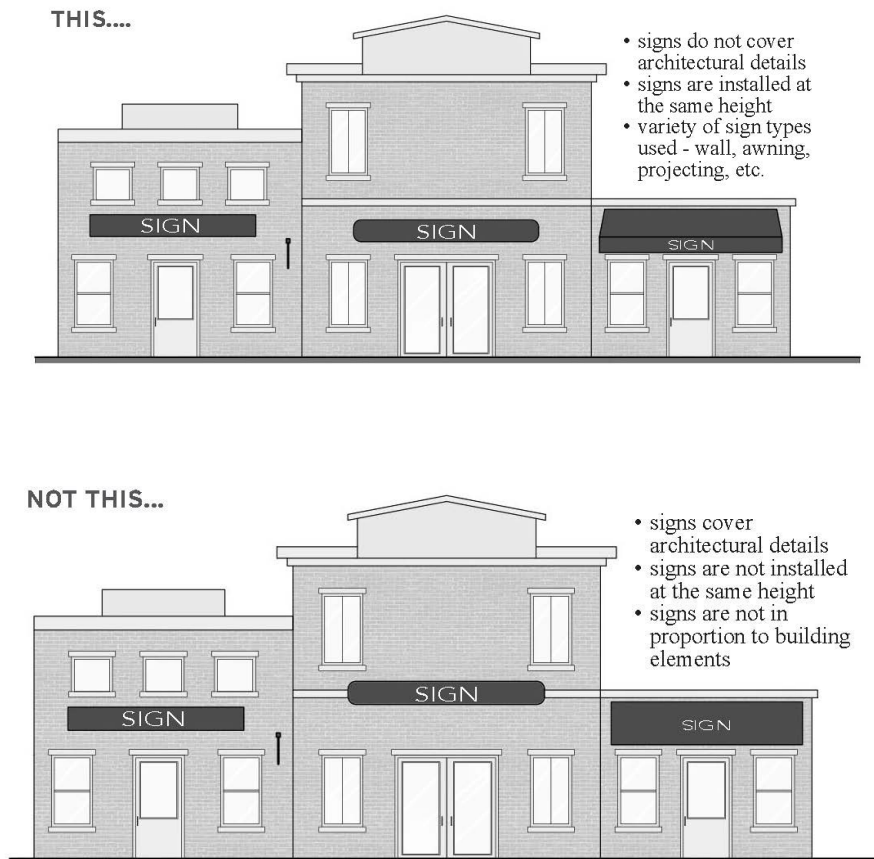 THIS....
• signs do not cover
architectural details
• signs are installed at
the same height
• variety of sign types
used - wall, awning,
projecting, etc.
SIGN
SIGN
SIGN
NOT THIS...
• signs cover
architectural details
• signs are not installed
at the same height
• signs are not in
proportion to building
elements
SIGN
SIGN
SIGN